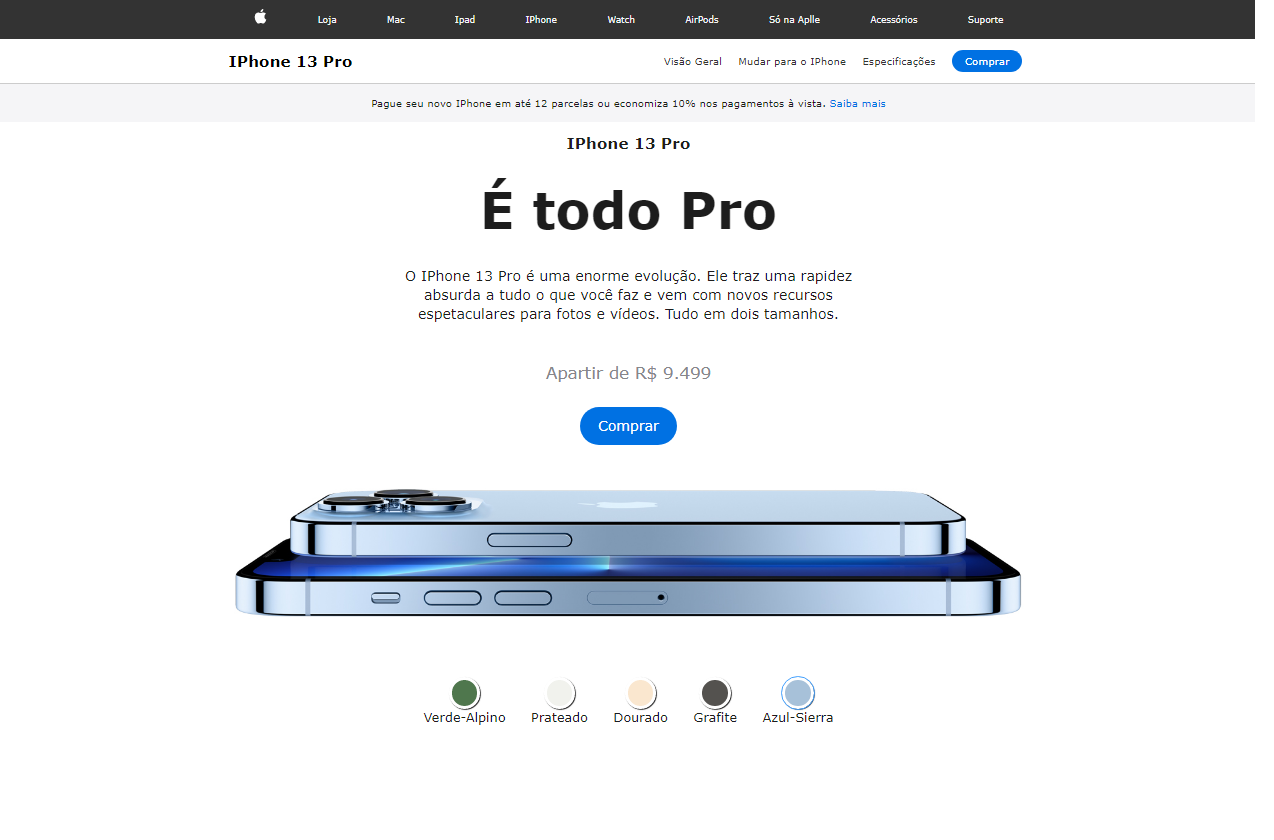 Loja Mac Ipad IPhone Watch AirPods Só na Aplle Acessórios Suporte
IPhone 13 Pro Visão Geral Mudar para o IPhone Especificações Comprar
Pague seu novo IPhone em até 12 parcelas ou economiza 10% nos pagamentos à vista. Saiba mais
IPhone 13 Pro
É todo Pro
O IPhone 13 Pro é uma enorme evolução. Ele traz uma rapidez
absurda a tudo o que você faz e vem com novos recursos
espetaculares para fotos e vídeos. Tudo em dois tamanhos.
Apartir de R$ 9.499
Comprar
Verde-Alpino Prateado Dourado Grafite Azul-Sierra